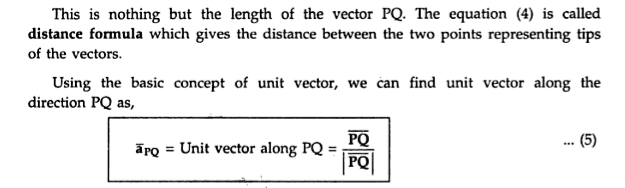 This is nothing but the length of the vector PQ. The equation (4) is called
distance formula which gives the distance between the two points representing tips
of the vectors.
Using the basic concept of unit vector, we can find unit vector along the
direction PQ as,
a̅PQ = Unit vector along PQ = P̅Q̅ / |P̅Q̅| ... (5)